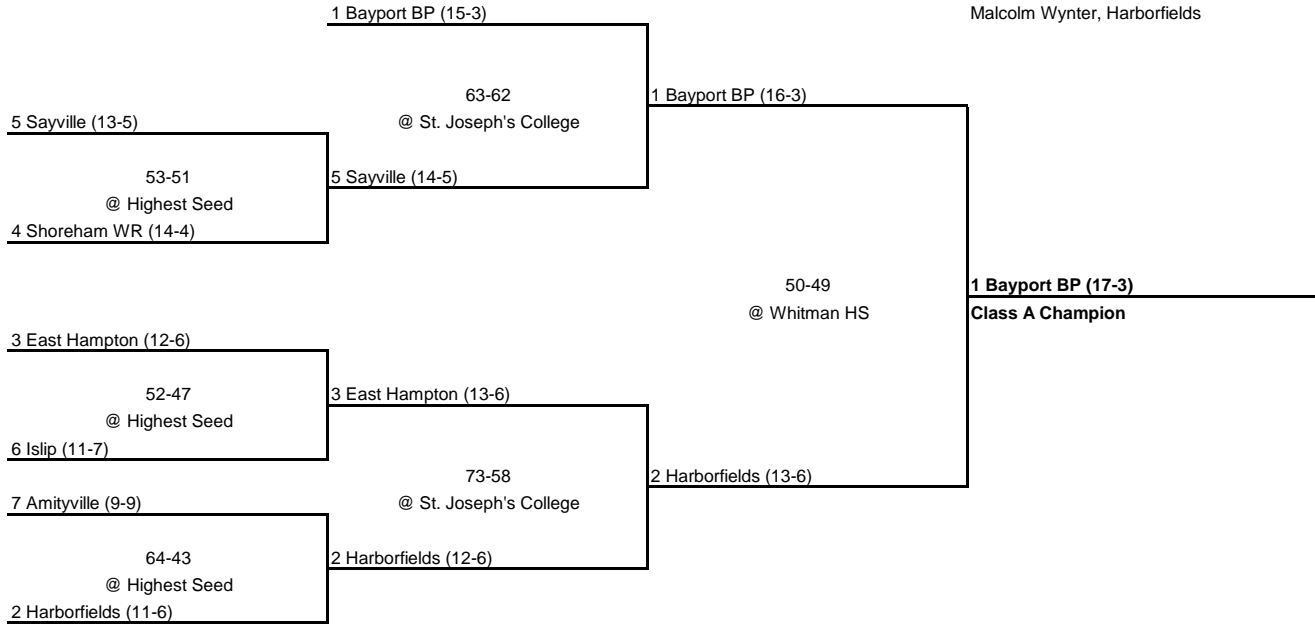 1 Bayport BP (15-3)
Malcolm Wynter, Harborfields
63-62
@ St. Joseph's College
1 Bayport BP (16-3)
5 Sayville (13-5)
53-51
@ Highest Seed
5 Sayville (14-5)
4 Shoreham WR (14-4)
50-49
@ Whitman HS
1 Bayport BP (17-3)
Class A Champion
3 East Hampton (12-6)
52-47
@ Highest Seed
3 East Hampton (13-6)
6 Islip (11-7)
73-58
@ St. Joseph's College
2 Harborfields (13-6)
7 Amityville (9-9)
64-43
@ Highest Seed
2 Harborfields (12-6)
2 Harborfields (11-6)